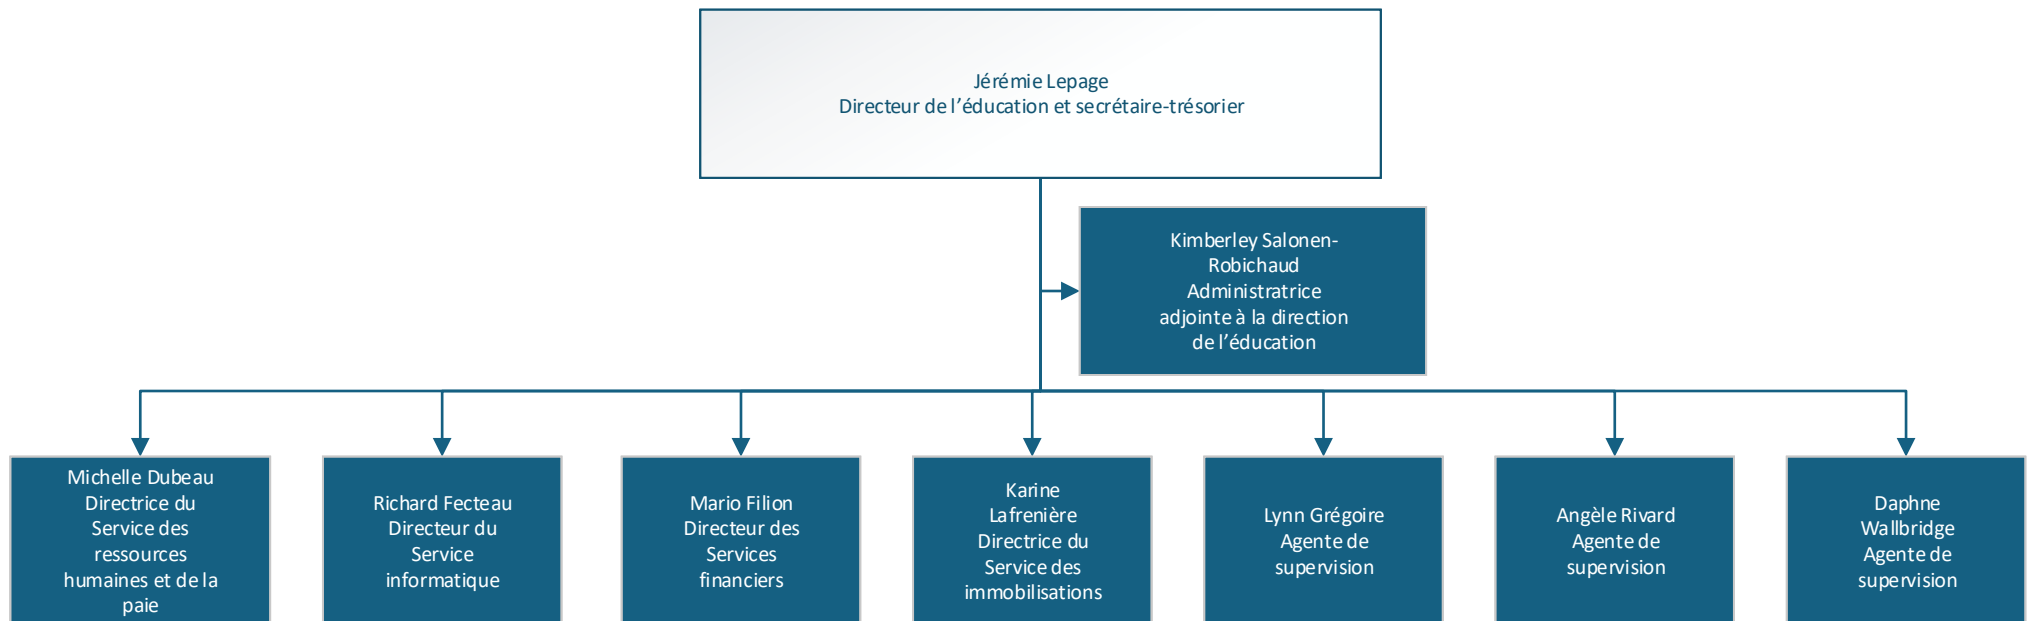 Jérémie Lepage
Directeur de l’éducation et secrétaire-trésorier
Kimberley Salonen-
Robichaud
Administratrice
adjointe à la direction
de l’éducation
Michelle Dubeau
Directrice du
Service des
ressources
humaines et de la
paie
Richard Fecteau
Directeur du
Service
informatique
Mario Filion
Directeur des
Services
financiers
Karine
Lafrenière
Directrice du
Service des
immobilisations
Lynn Grégoire
Agente de
supervision
Angèle Rivard
Agente de
supervision
Daphne
Wallbridge
Agente de
supervision